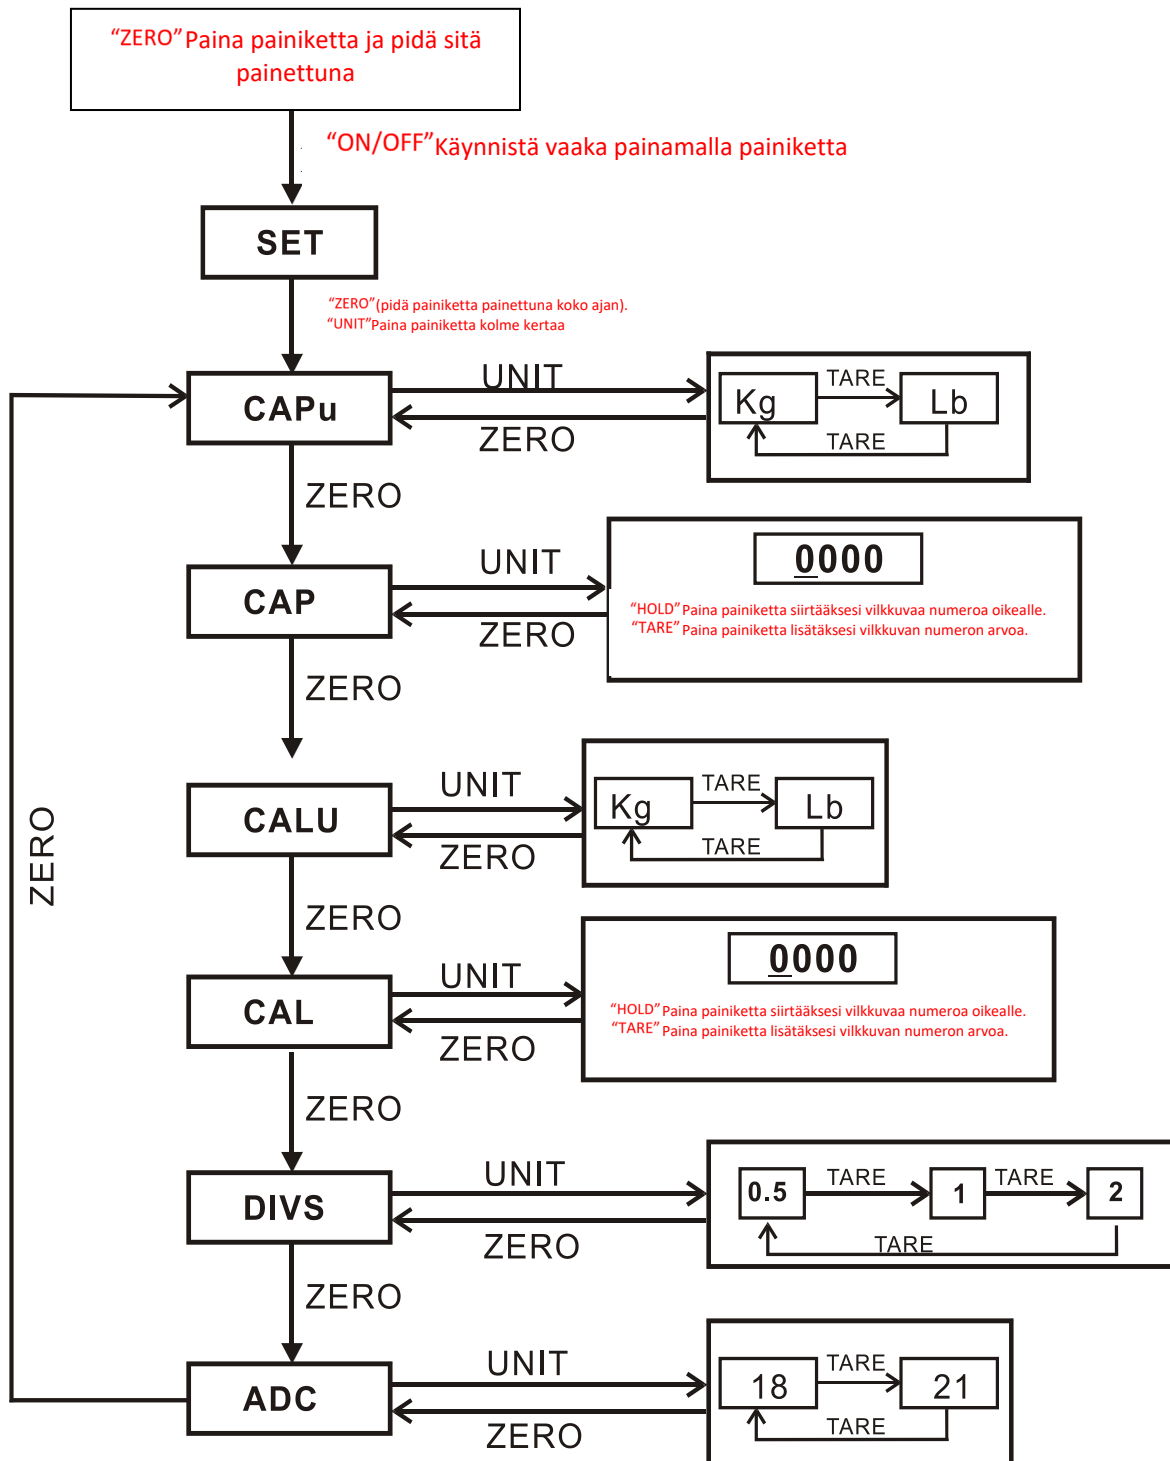 “ZERO” Paina painiketta ja pidä sitä
painettuna
“ON/OFF” Käynnistä vaaka painamalla painiketta
SET
“ZERO” (pidä painiketta painettuna koko ajan).
“UNIT” Paina painiketta kolme kertaa
CAPu
UNIT
ZERO
Kg
TARE
Lb
TARE
ZERO
CAP
UNIT
ZERO
0000
“HOLD” Paina painiketta siirtääksesi vilkkuvaa numeroa oikealle.
“TARE” Paina painiketta lisätäksesi vilkkuvan numeron arvoa.
ZERO
CALU
UNIT
ZERO
Kg
TARE
Lb
TARE
ZERO
ZERO
CAL
UNIT
ZERO
0000
“HOLD” Paina painiketta siirtääksesi vilkkuvaa numeroa oikealle.
“TARE” Paina painiketta lisätäksesi vilkkuvan numeron arvoa.
ZERO
DIVS
UNIT
ZERO
0.5
TARE
1
TARE
2
TARE
ZERO
ADC
UNIT
ZERO
18
TARE
21
TARE